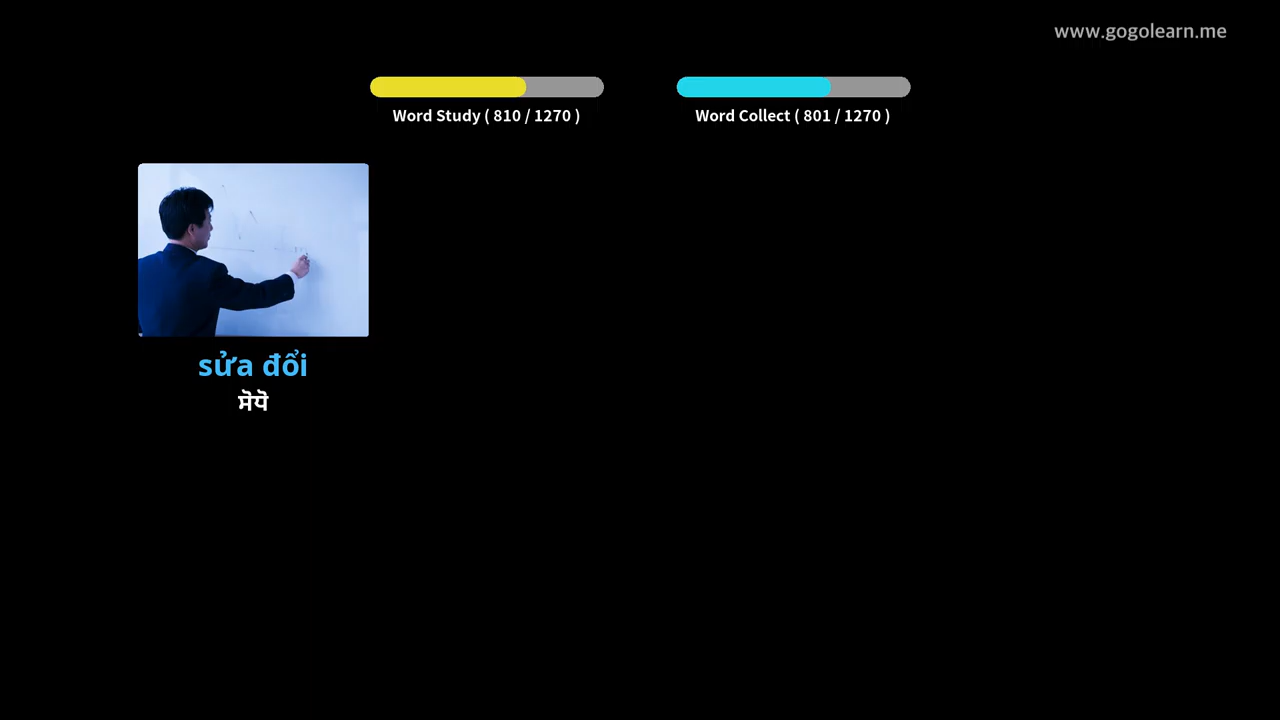 www.gogolearn.me
Word Study ( 810 / 1270 )
Word Collect ( 801 / 1270 )
sửa đổi
ਸੋਧੋ